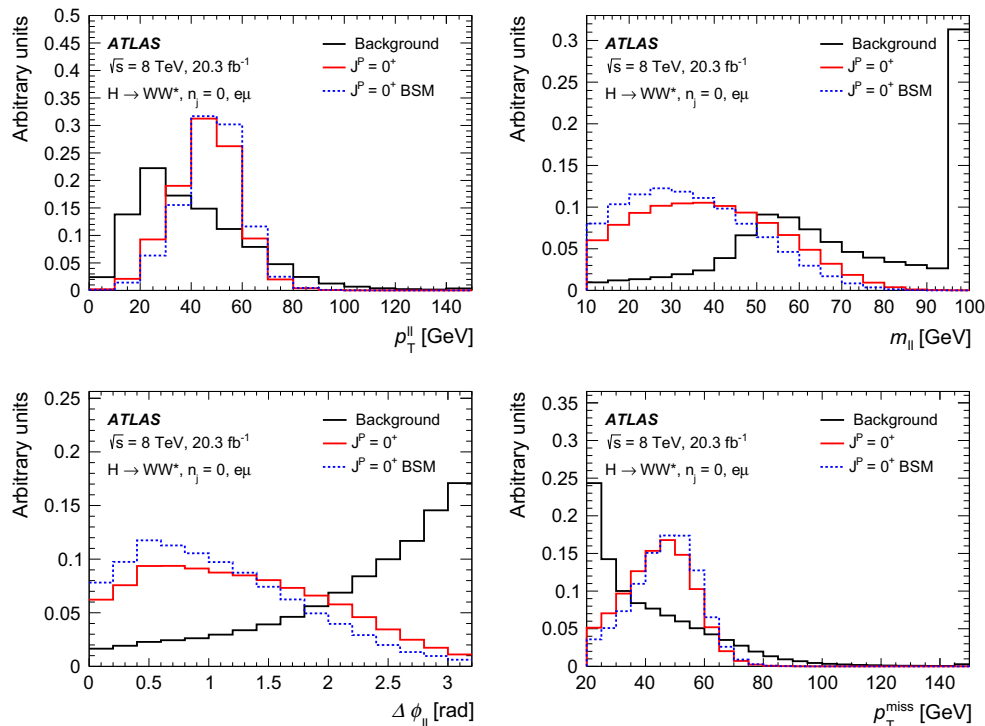 Arbitrary units
0.5
0.45
0.4
0.35
0.3
0.25
0.2
0.15
0.1
0.05
0
ATLAS
√s = 8 TeV, 20.3 fb⁻¹
H → WW*, n_j = 0, eμ
Background
J^P = 0⁺
J^P = 0⁺ BSM
0 20 40 60 80 100 120 140
p_T^ll [GeV]
Arbitrary units
0.3
0.25
0.2
0.15
0.1
0.05
0
ATLAS
√s = 8 TeV, 20.3 fb⁻¹
H → WW*, n_j = 0, eμ
Background
J^P = 0⁺
J^P = 0⁺ BSM
10 20 30 40 50 60 70 80 90 100
m_ll [GeV]
Arbitrary units
0.25
0.2
0.15
0.1
0.05
0
ATLAS
√s = 8 TeV, 20.3 fb⁻¹
H → WW*, n_j = 0, eμ
Background
J^P = 0⁺
J^P = 0⁺ BSM
0 0.5 1 1.5 2 2.5 3
Δ ϕ_ll [rad]
Arbitrary units
0.35
0.3
0.25
0.2
0.15
0.1
0.05
0
ATLAS
√s = 8 TeV, 20.3 fb⁻¹
H → WW*, n_j = 0, eμ
Background
J^P = 0⁺
J^P = 0⁺ BSM
20 40 60 80 100 120 140
p_T^miss [GeV]